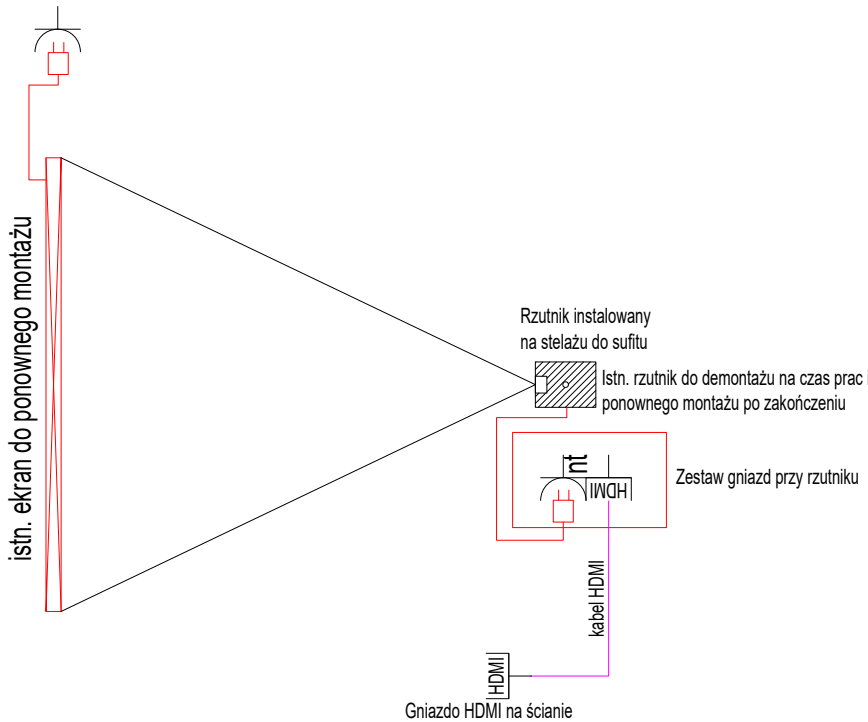 istn. ekran do ponownego montażu
Rzutnik instalowany
na stelażu do sufitu
Istn. rzutnik do demontażu na czas prac i
ponownego montażu po zakończeniu
nt
HDMI
Zestaw gniazd przy rzutniku
kabel HDMI
HDMI
Gniazdo HDMI na ścianie